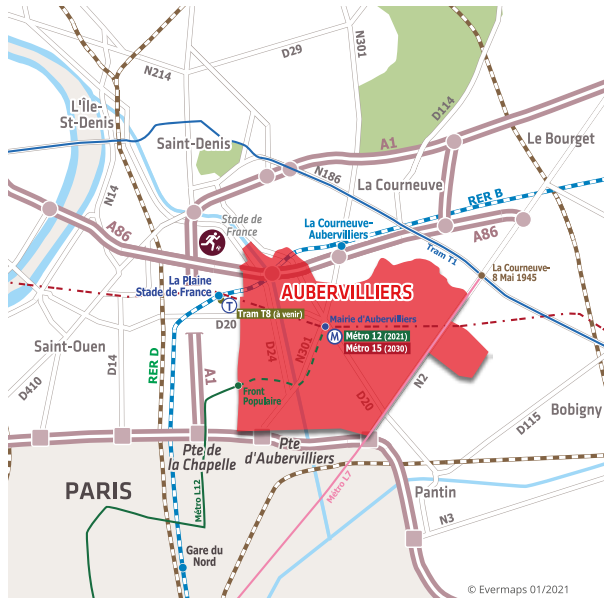 N301
D29
N214
D114
L'Île-
St-Denis
A1
Le Bourget
Saint-Denis
N186
La Courneuve
N14
RER B
Stade de
France
La Courneuve-
Aubervilliers
A86
A86
Tram T1
La Courneuve-
8 Mai 1945
La Plaine
Stade-de-France
AUBERVILLIERS
T
Tram T8 (à venir)
D20
Mairie d'Aubervilliers
M
Métro 12 (2021)
Métro 15 (2030)
Saint-Ouen
D14
RER D
D24
N301
A1
N2
D410
Front
Populaire
D20
D115
Bobigny
Pte de
la Chapelle
Pte
d'Aubervilliers
PARIS
Métro L12
Métro L7
Pantin
N3
Gare du
Nord
© Evermaps 01/2021